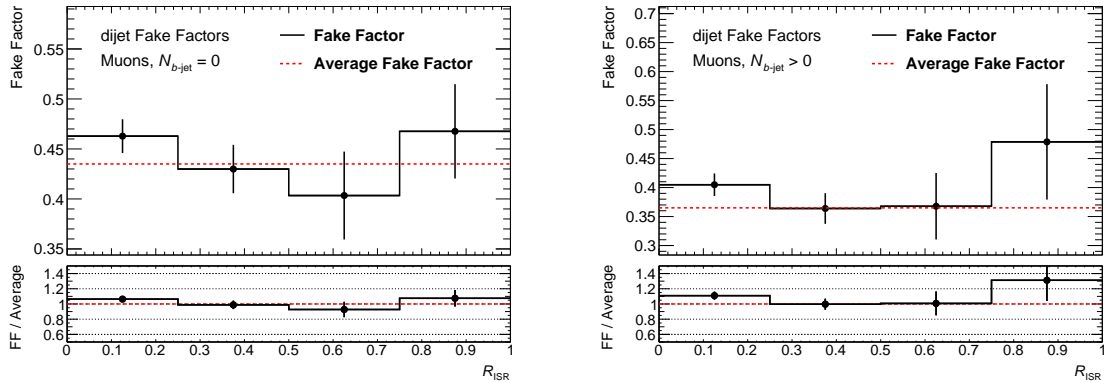 Fake Factor
0.55
0.5
0.45
0.4
0.35
dijet Fake Factors
Muons, N_b-jet = 0
Fake Factor
Average Fake Factor
FF / Average
1.4
1.2
1
0.8
0.6
0 0.1 0.2 0.3 0.4 0.5 0.6 0.7 0.8 0.9 1
R_ISR
Fake Factor
0.7
0.65
0.6
0.55
0.5
0.45
0.4
0.35
0.3
dijet Fake Factors
Muons, N_b-jet > 0
Fake Factor
Average Fake Factor
FF / Average
1.4
1.2
1
0.8
0.6
0 0.1 0.2 0.3 0.4 0.5 0.6 0.7 0.8 0.9 1
R_ISR